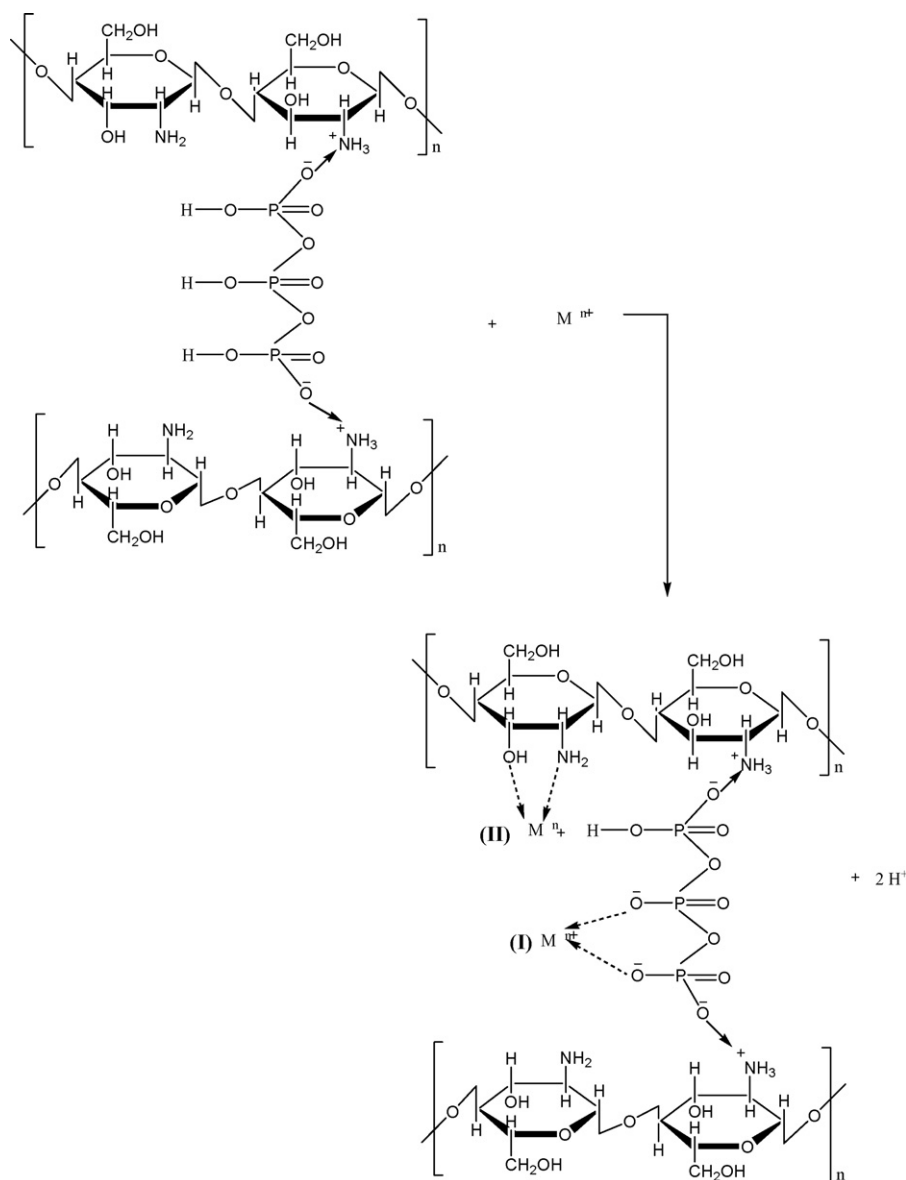 CH2OH CH2OH
H O H O
H H
O H O OH H O
H H H H
OH NH2 H + NH3 n
O −
H O P O
O
H O P O
O + M n+
H O P O
O −
H NH2 H + NH3
O OH H H O OH H H O
H O O H O
CH2OH H CH2OH n
CH2OH CH2OH
H O H O
O H H O H OH H O
H H H H
OH NH2 H + NH3 n
O −
(II) M n+ H O P O
O
O − P O + 2 H+
(I) M n+ O
O − P O
O −
H NH2 H + NH3
O OH H H O OH H H O
H O O H O
CH2OH H CH2OH n